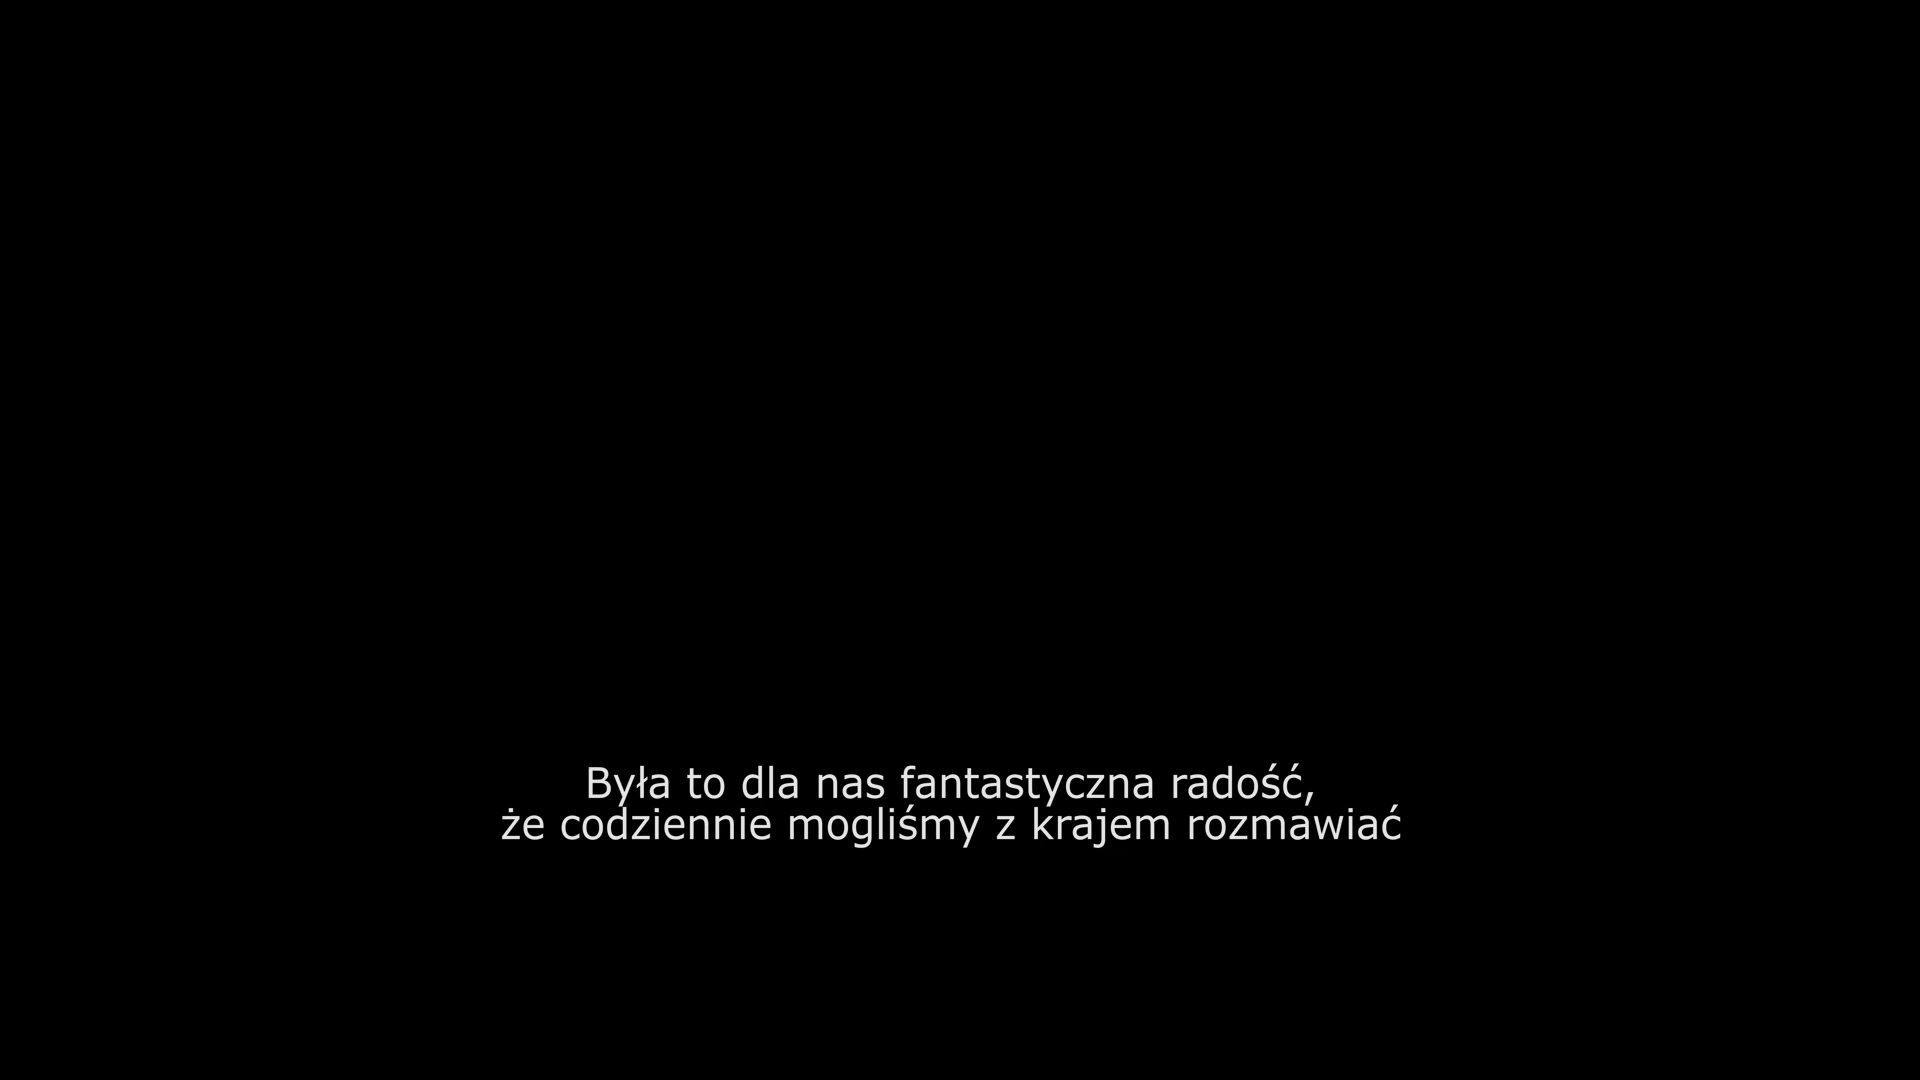 Była to dla nas fantastyczna radość,
że codziennie mogliśmy z krajem rozmawiać